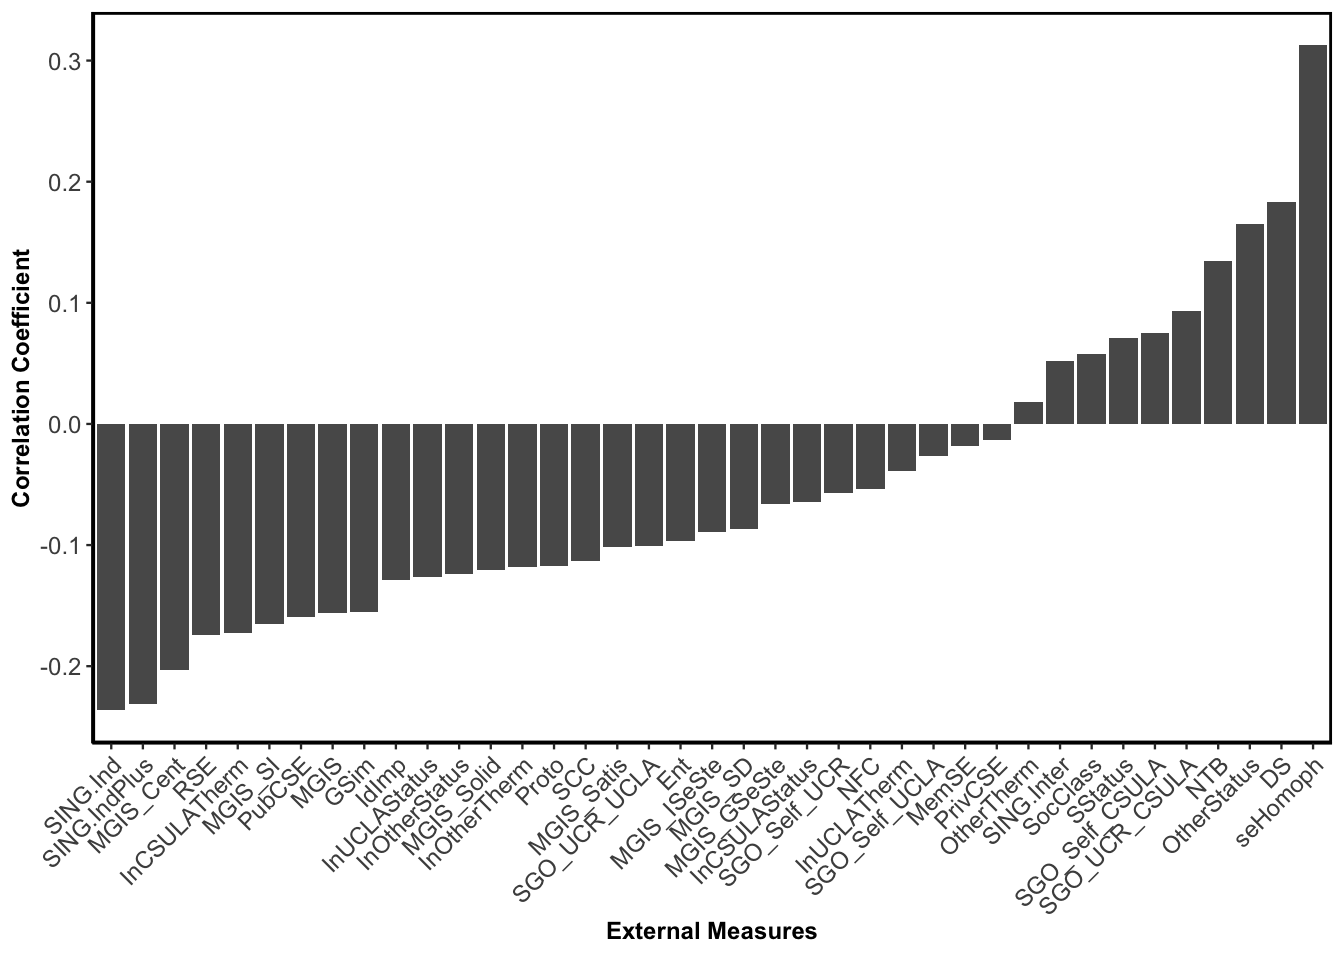 0.3
0.2
0.1
0.0
-0.1
-0.2
Correlation Coefficient
SING.Ind
SING.IndPlus
MGIS_Cent
RSE
InCSULATherm
MGIS_SI
PubCSE
MGIS
GSim
IdImp
InUCLAStatus
InOtherStatus
MGIS_Solid
InOtherTherm
Proto
SCC
MGIS_Satis
SGO_UCR_UCLA
Ent
MGIS_ISeSte
MGIS_SD
MGIS_GSeSte
InCSULAStatus
SGO_Self_UCR
NFC
InUCLATherm
SGO_Self_UCLA
MemSE
PrivCSE
OtherTherm
SING.Inter
SocClass
SStatus
SGO_Self_CSULA
SGO_UCR_CSULA
NTB
OtherStatus
DS
seHomoph
External Measures